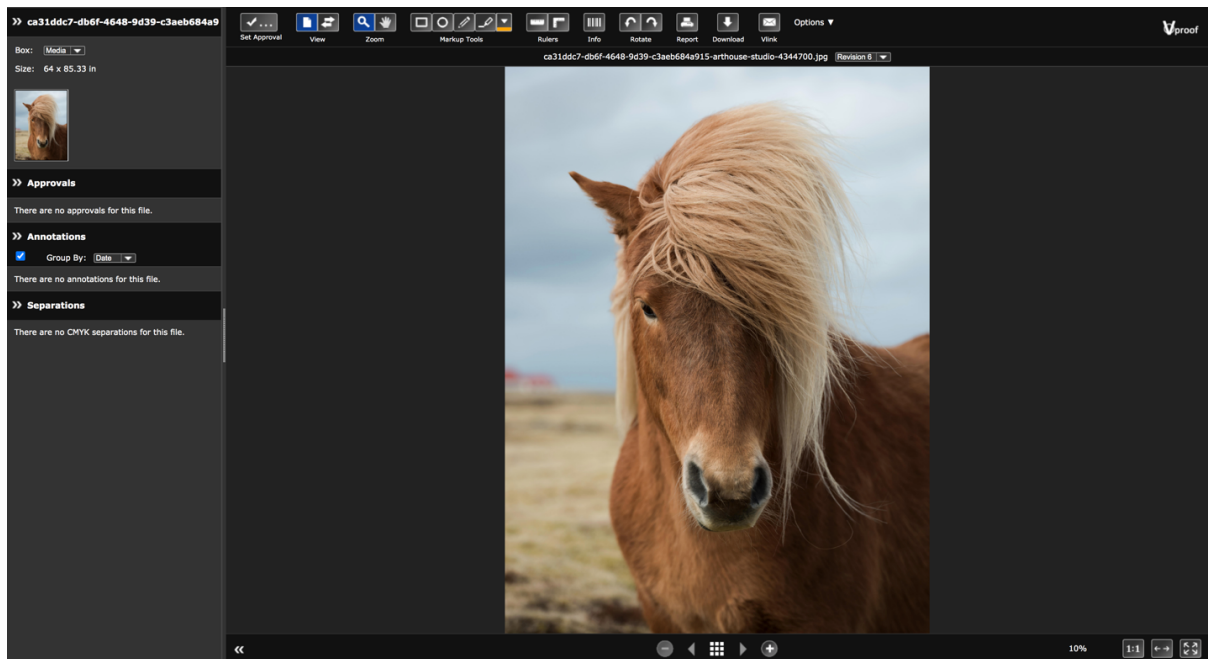 ca31ddc7-db6f-4648-9d39-c3aeb684a9
Box: Media
Size: 64 x 85.33 in
Approvals
There are no approvals for this file.
Annotations
Group By: Date
There are no annotations for this file.
Separations
There are no CMYK separations for this file.
Set Approval View Zoom Markup Tools Rulers Info Rotate Report Download Vlink Options ▼
Vproof
ca31ddc7-db6f-4648-9d39-c3aeb684a915-arthouse-studio-4344700.jpg Revision 6
10% 1:1